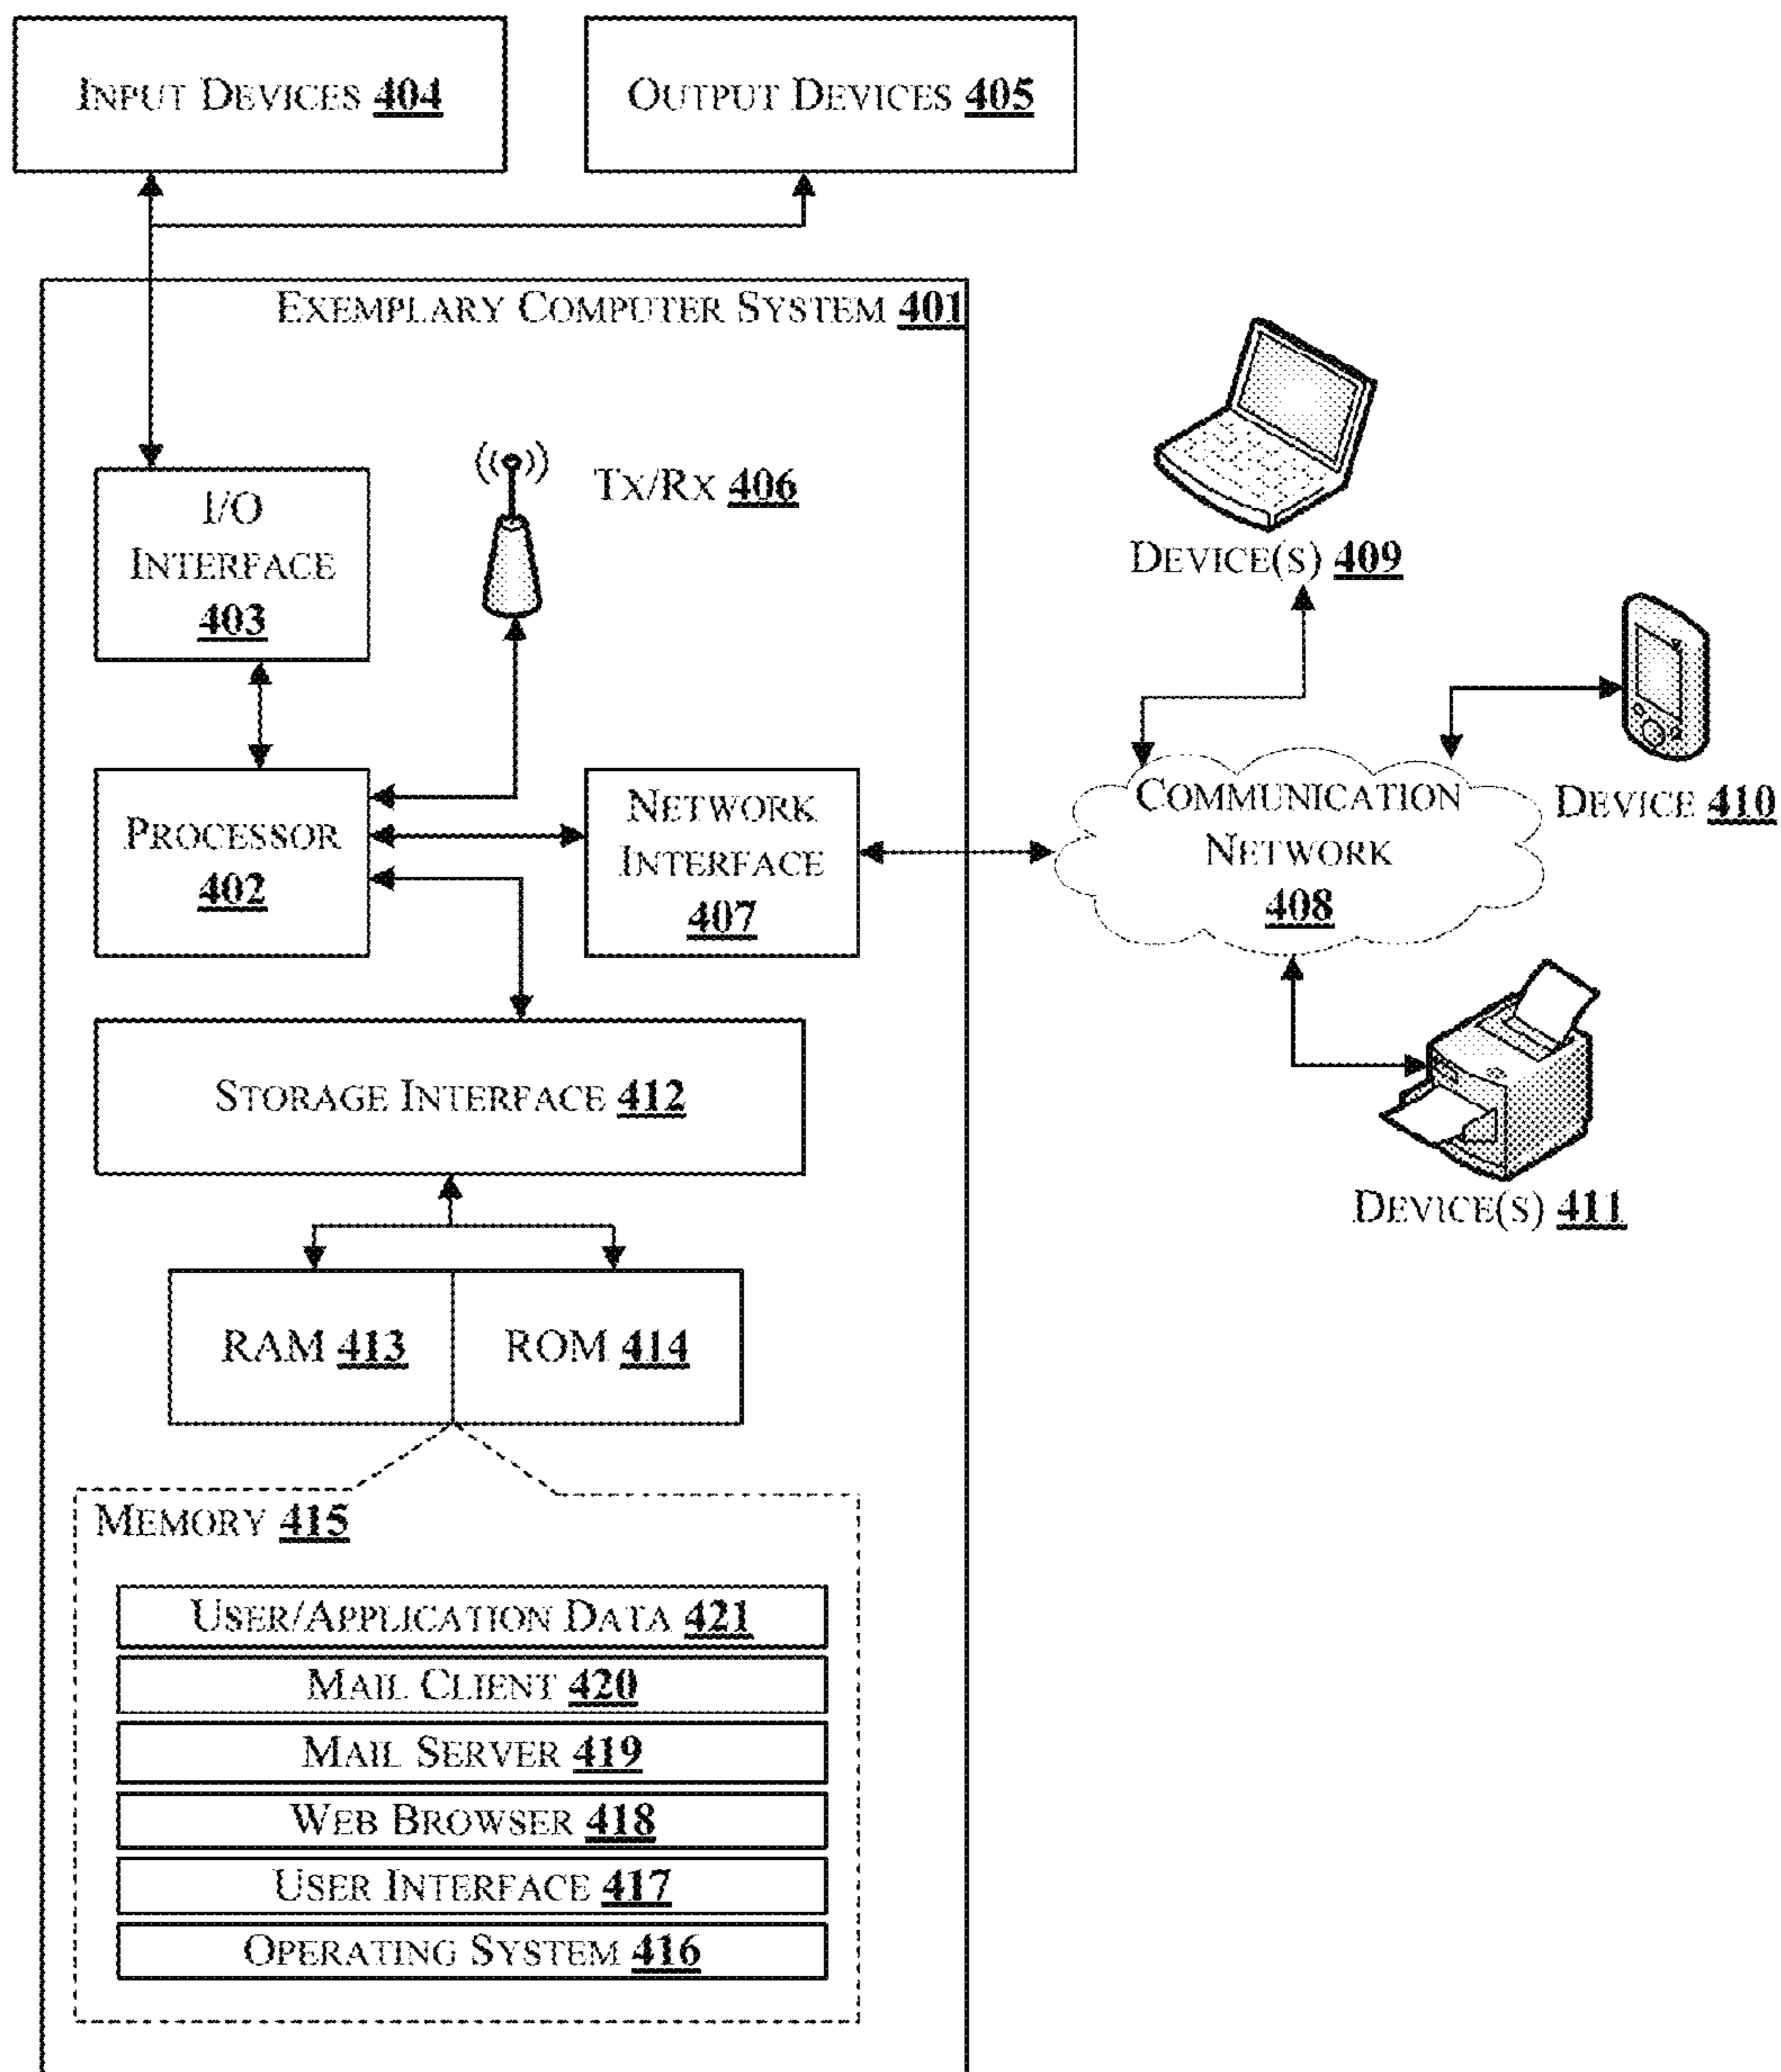 INPUT DEVICES 404
OUTPUT DEVICES 405
EXEMPLARY COMPUTER SYSTEM 401
I/O
INTERFACE
403
TX/RX 406
DEVICE(S) 409
PROCESSOR
402
NETWORK
INTERFACE
407
COMMUNICATION
NETWORK
408
DEVICE 410
STORAGE INTERFACE 412
DEVICE(S) 411
RAM 413
ROM 414
MEMORY 415
USER/APPLICATION DATA 421
MAIL CLIENT 420
MAIL SERVER 419
WEB BROWSER 418
USER INTERFACE 417
OPERATING SYSTEM 416